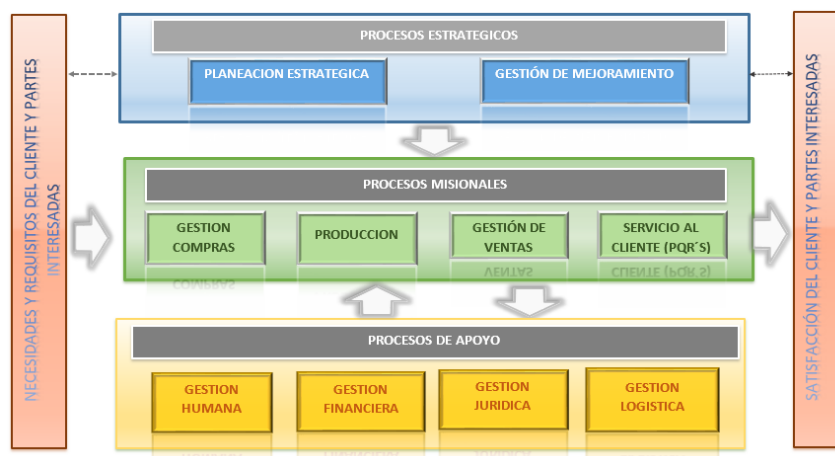 NECESIDADES Y REQUISITOS DEL CLIENTE Y PARTES
INTERESADAS
PROCESOS ESTRATEGICOS
PLANEACION ESTRATEGICA
GESTIÓN DE MEJORAMIENTO
PROCESOS MISIONALES
GESTION
COMPRAS
PRODUCCION
GESTIÓN DE
VENTAS
SERVICIO AL
CLIENTE (PQR´S)
PROCESOS DE APOYO
GESTION
HUMANA
GESTION
FINANCIERA
GESTION
JURIDICA
GESTION
LOGISTICA
SATISFACCIÓN DEL CLIENTE Y PARTES INTERESADAS